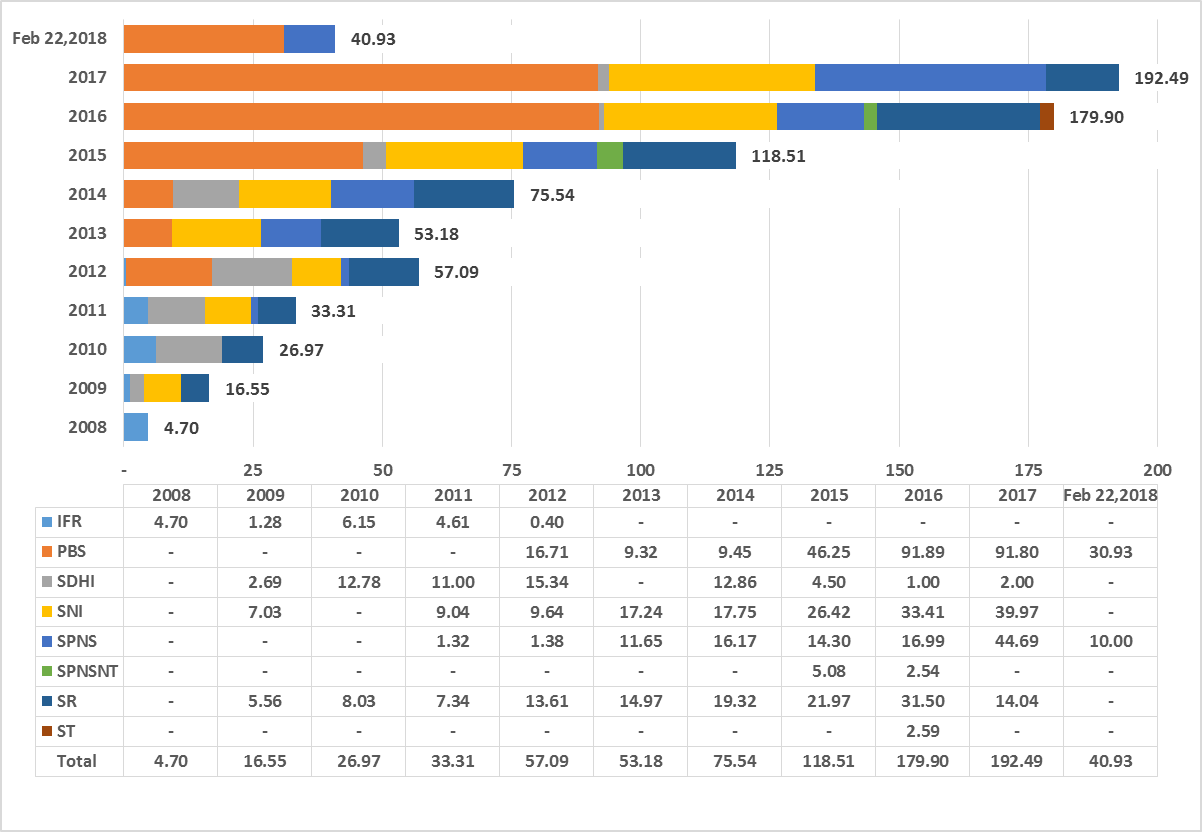 Feb 22,2018 40.93
2017 192.49
2016 179.90
2015 118.51
2014 75.54
2013 53.18
2012 57.09
2011 33.31
2010 26.97
2009 16.55
2008 4.70
- 25 50 75 100 125 150 175 200
2008 2009 2010 2011 2012 2013 2014 2015 2016 2017 Feb 22,2018
IFR 4.70 1.28 6.15 4.61 0.40 - - - - - -
PBS - - - - 16.71 9.32 9.45 46.25 91.89 91.80 30.93
SDHI - 2.69 12.78 11.00 15.34 - 12.86 4.50 1.00 2.00 -
SNI - 7.03 - 9.04 9.64 17.24 17.75 26.42 33.41 39.97 -
SPNS - - - 1.32 1.38 11.65 16.17 14.30 16.99 44.69 10.00
SPNSNT - - - - - - - 5.08 2.54 - -
SR - 5.56 8.03 7.34 13.61 14.97 19.32 21.97 31.50 14.04 -
ST - - - - - - - - 2.59 - -
Total 4.70 16.55 26.97 33.31 57.09 53.18 75.54 118.51 179.90 192.49 40.93